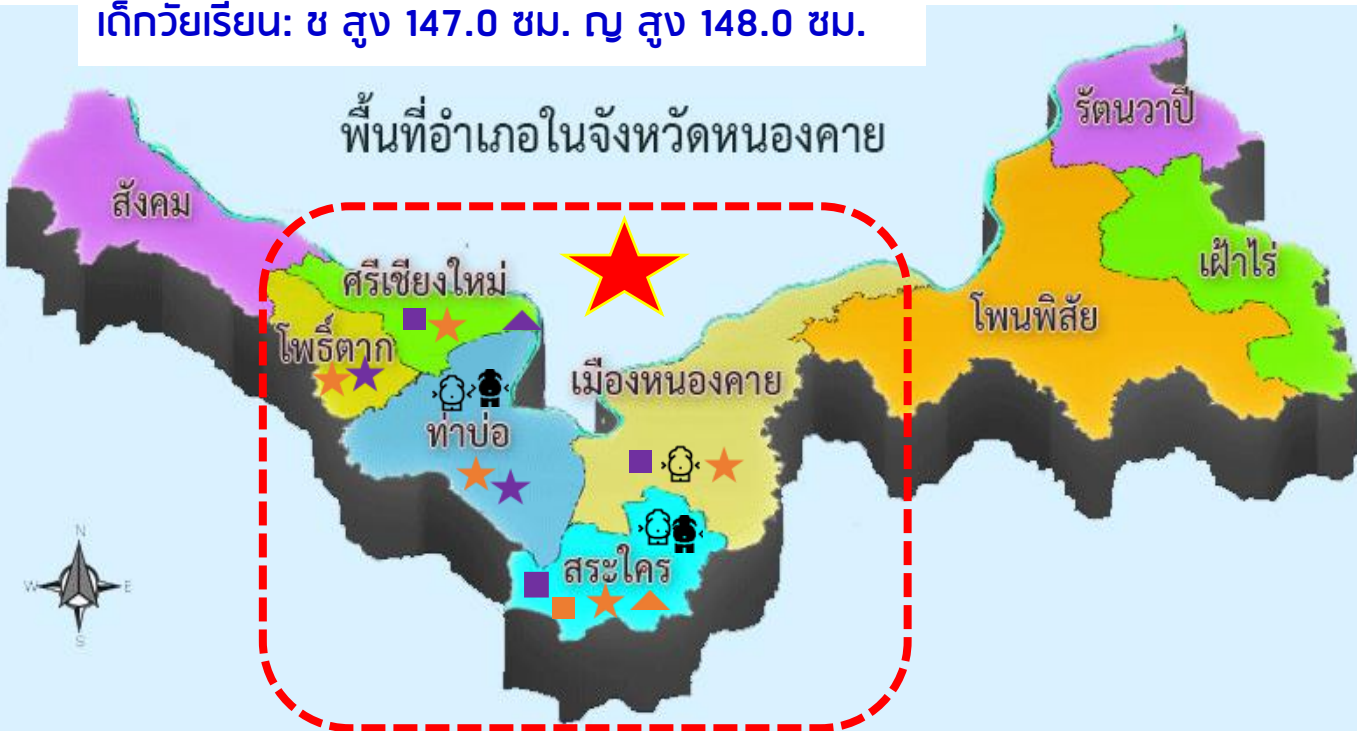 เด็กวัยเรียน: ช สูง 147.0 ซม. ญ สูง 148.0 ซม.
พื้นที่อำเภอในจังหวัดหนองคาย
รัตนวาปี
สังคม
เฝ้าไร่
ศรีเชียงใหม่
โพนพิสัย
โพธิ์ตาก
เมืองหนองคาย
ท่าบ่อ
สระใคร
N
W E
S